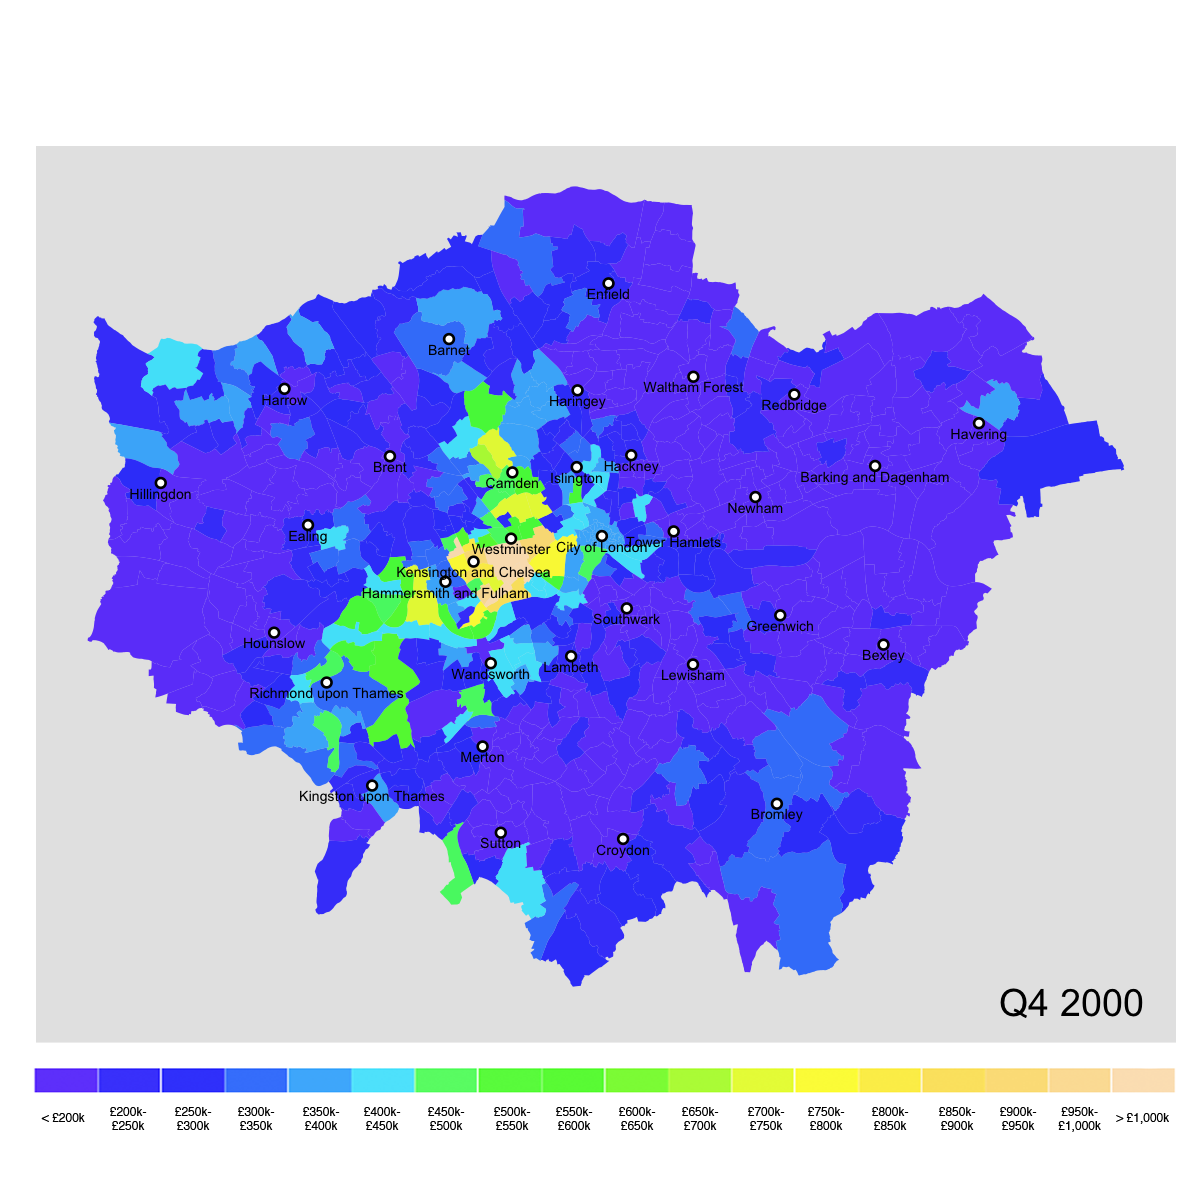 Enfield
Barnet
Waltham Forest
Harrow
Haringey
Redbridge
Havering
Brent
Hackney
Islington
Barking and Dagenham
Camden
Hillingdon
Newham
Ealing
Tower Hamlets
Westminster
City of London
Kensington and Chelsea
Hammersmith and Fulham
Southwark
Greenwich
Hounslow
Bexley
Lambeth
Wandsworth
Lewisham
Richmond upon Thames
Merton
Kingston upon Thames
Bromley
Sutton
Croydon
Q4 2000
< £200k
£200k-
£250k
£250k-
£300k
£300k-
£350k
£350k-
£400k
£400k-
£450k
£450k-
£500k
£500k-
£550k
£550k-
£600k
£600k-
£650k
£650k-
£700k
£700k-
£750k
£750k-
£800k
£800k-
£850k
£850k-
£900k
£900k-
£950k
£950k-
£1,000k
> £1,000k